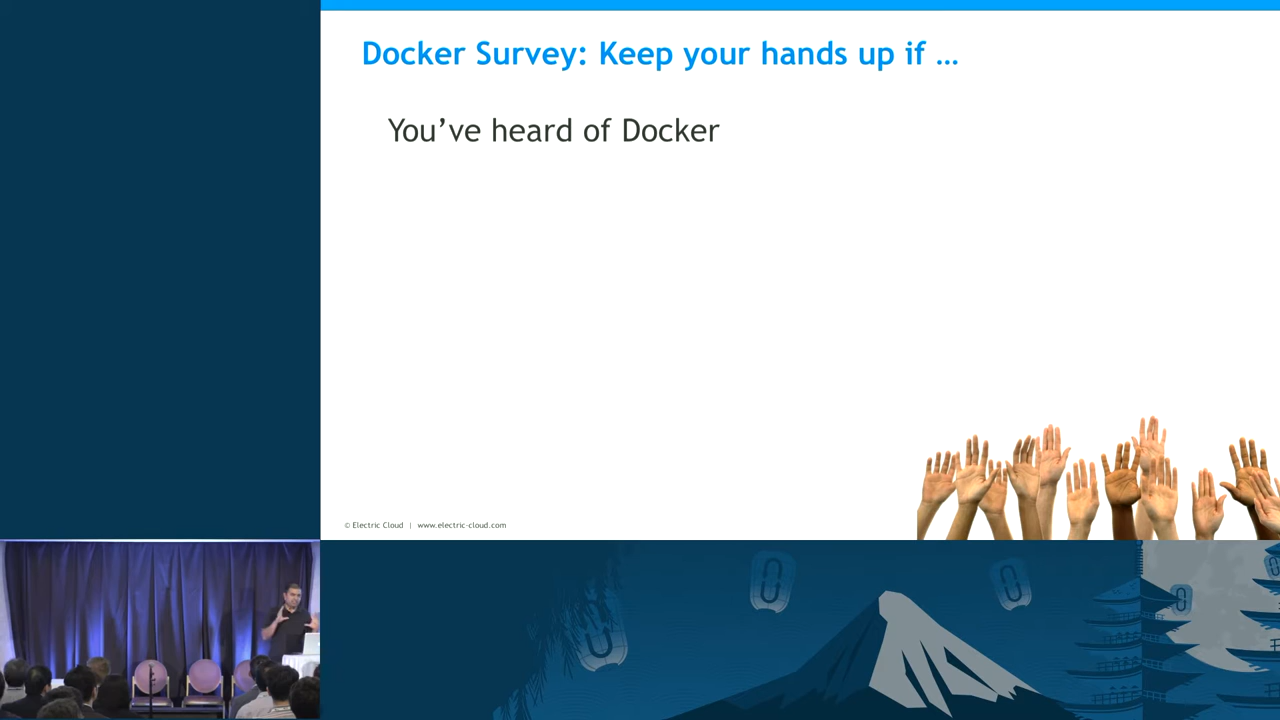 Docker Survey: Keep your hands up if …
You’ve heard of Docker
© Electric Cloud | www.electric-cloud.com